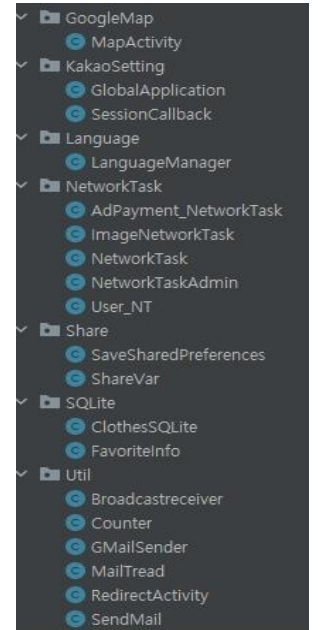 GoogleMap
MapActivity
KakaoSetting
GlobalApplication
SessionCallback
Language
LanguageManager
NetworkTask
AdPayment_NetworkTask
ImageNetworkTask
NetworkTask
NetworkTaskAdmin
User_NT
Share
SaveSharedPreferences
ShareVar
SQLite
ClothesSQLite
FavoriteInfo
Util
Broadcastreceiver
Counter
GMailSender
MailTread
RedirectActivity
SendMail